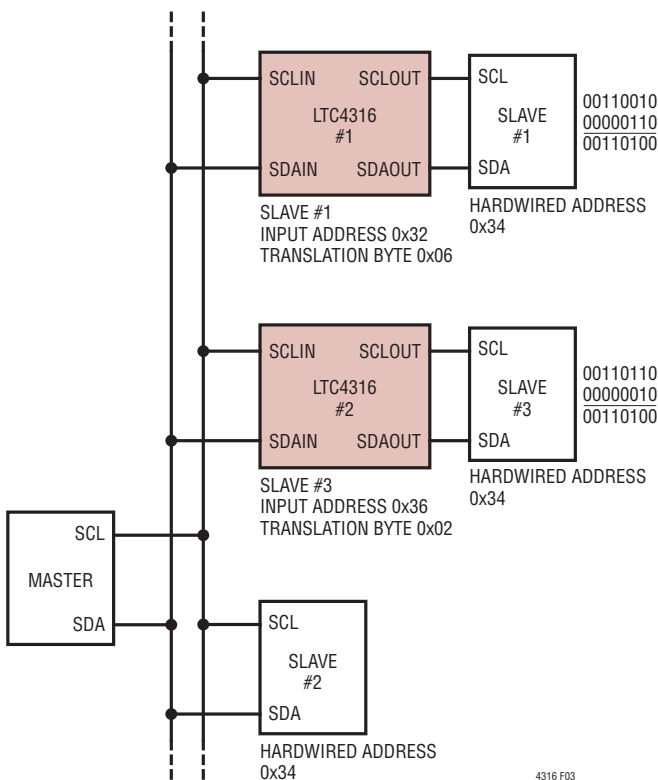 SCLIN SCLOUT
LTC4316
#1
SDAIN SDAOUT
SCL
SLAVE
#1
SDA
00110010
00000110
00110100
SLAVE #1
INPUT ADDRESS 0x32
TRANSLATION BYTE 0x06
HARDWIRED ADDRESS
0x34
SCLIN SCLOUT
LTC4316
#2
SDAIN SDAOUT
SCL
SLAVE
#3
SDA
00110110
00000010
00110100
SLAVE #3
INPUT ADDRESS 0x36
TRANSLATION BYTE 0x02
HARDWIRED ADDRESS
0x34
SCL
MASTER
SDA
SCL
SLAVE
#2
SDA
HARDWIRED ADDRESS
0x34
4316 F03